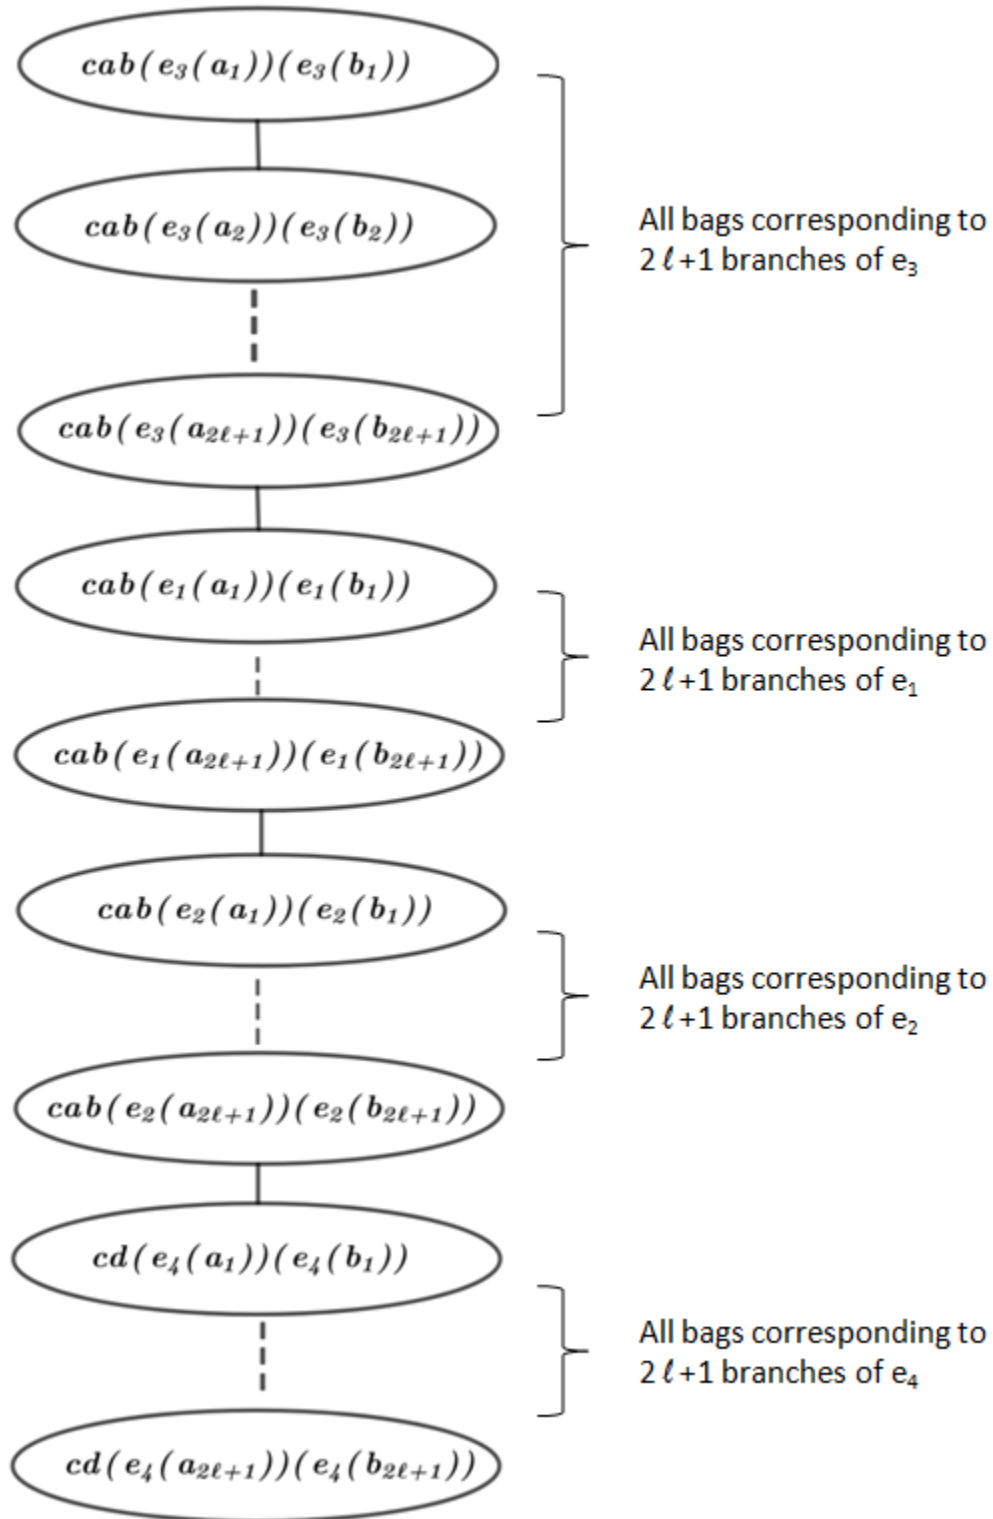 cab(e₃(a₁))(e₃(b₁))
cab(e₃(a₂))(e₃(b₂))
All bags corresponding to
2ℓ+1 branches of e₃
cab(e₃(a₂ℓ₊₁))(e₃(b₂ℓ₊₁))
cab(e₁(a₁))(e₁(b₁))
All bags corresponding to
2ℓ+1 branches of e₁
cab(e₁(a₂ℓ₊₁))(e₁(b₂ℓ₊₁))
cab(e₂(a₁))(e₂(b₁))
All bags corresponding to
2ℓ+1 branches of e₂
cab(e₂(a₂ℓ₊₁))(e₂(b₂ℓ₊₁))
cd(e₄(a₁))(e₄(b₁))
All bags corresponding to
2ℓ+1 branches of e₄
cd(e₄(a₂ℓ₊₁))(e₄(b₂ℓ₊₁))